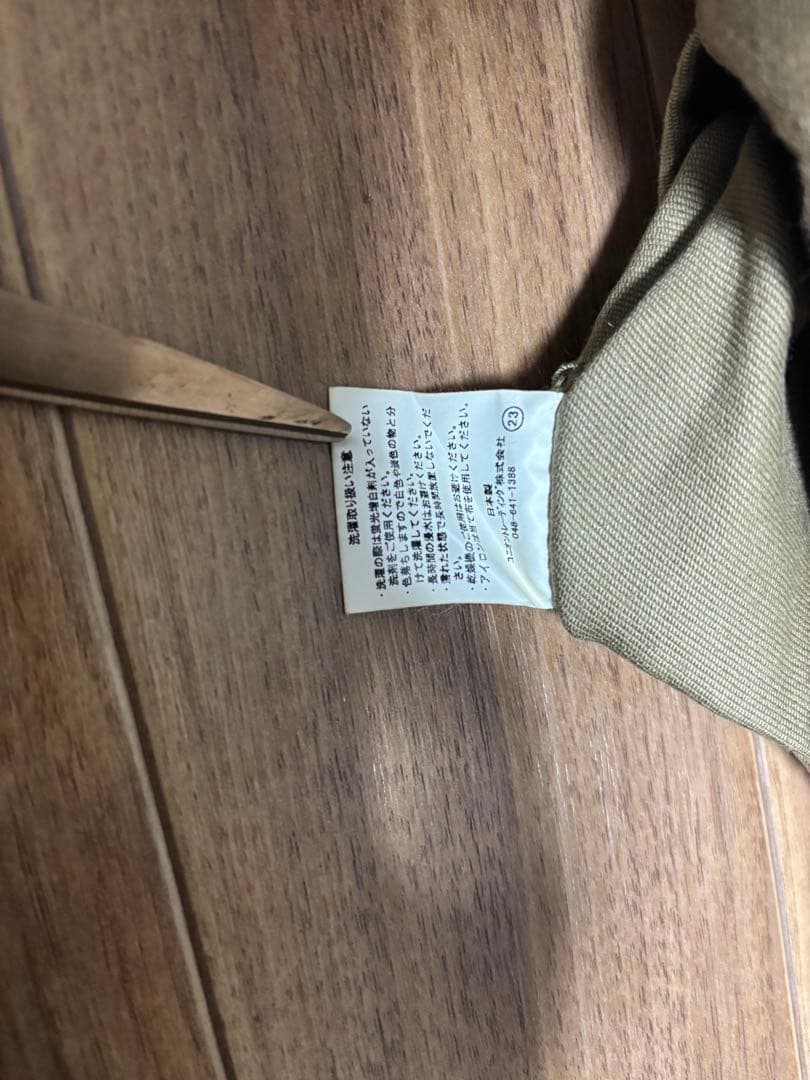 洗濯取り扱い注意
・洗濯の際は蛍光増白剤が入っていない
洗剤をご使用ください。
・色落ちしますので白色や淡色の物と分
けて洗濯してください。
・長時間の浸水はお避けください。
・濡れた状態で長時間放置しないでくだ
さい。
・乾燥機のご使用はお避けください。
・アイロンは当て布を使用してください。
日本製
ユニオントレーディング株式会社
048-641-1388
23